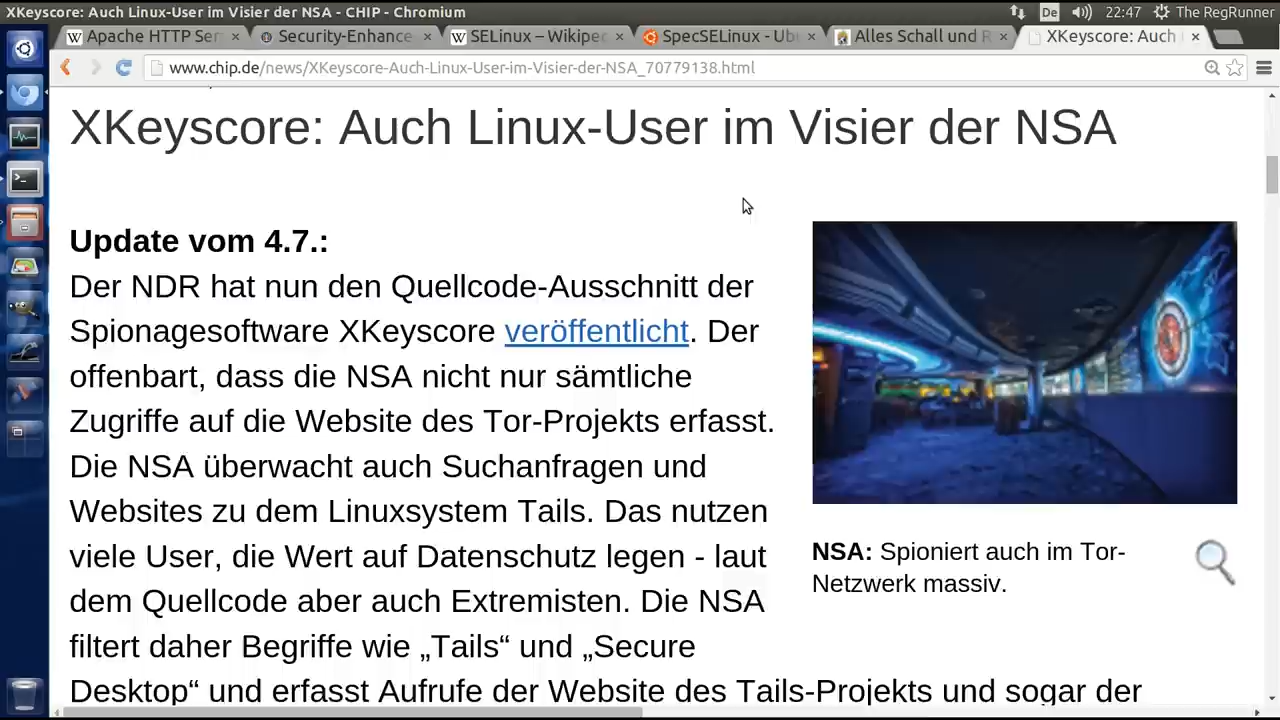 XKeyscore: Auch Linux-User im Visier der NSA - CHIP - Chromium
De
22:47
The RegRunner
Apache HTTP Ser
Security-Enhance
SELinux – Wikipe
SpecSELinux - Ub
Alles Schall und R
XKeyscore: Auch
www.chip.de/news/XKeyscore-Auch-Linux-User-im-Visier-der-NSA_70779138.html
XKeyscore: Auch Linux-User im Visier der NSA
Update vom 4.7.:
Der NDR hat nun den Quellcode-Ausschnitt der
Spionagesoftware XKeyscore veröffentlicht. Der
offenbart, dass die NSA nicht nur sämtliche
Zugriffe auf die Website des Tor-Projekts erfasst.
Die NSA überwacht auch Suchanfragen und
Websites zu dem Linuxsystem Tails. Das nutzen
viele User, die Wert auf Datenschutz legen - laut
dem Quellcode aber auch Extremisten. Die NSA
filtert daher Begriffe wie „Tails“ und „Secure
Desktop“ und erfasst Aufrufe der Website des Tails-Projekts und sogar der
NSA: Spioniert auch im Tor-
Netzwerk massiv.